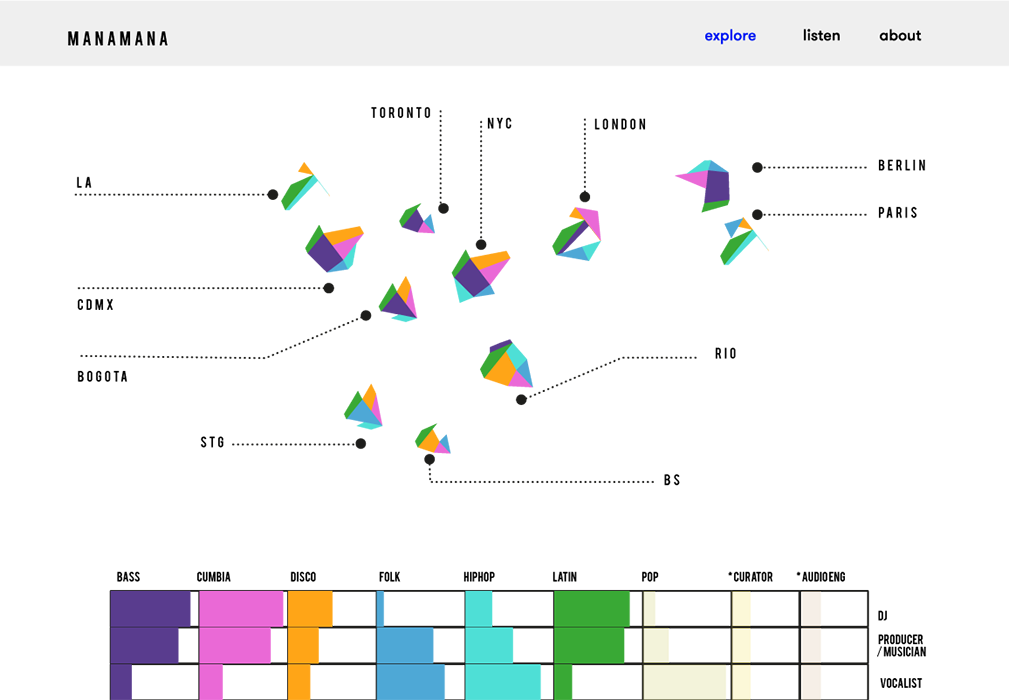 MANAMANA
explore
listen
about
TORONTO
NYC
LONDON
BERLIN
LA
PARIS
CDMX
RIO
BOGOTA
STG
BS
BASS
CUMBIA
DISCO
FOLK
HIPHOP
LATIN
POP
*CURATOR
*AUDIOENG
DJ
PRODUCER
/MUSICIAN
VOCALIST